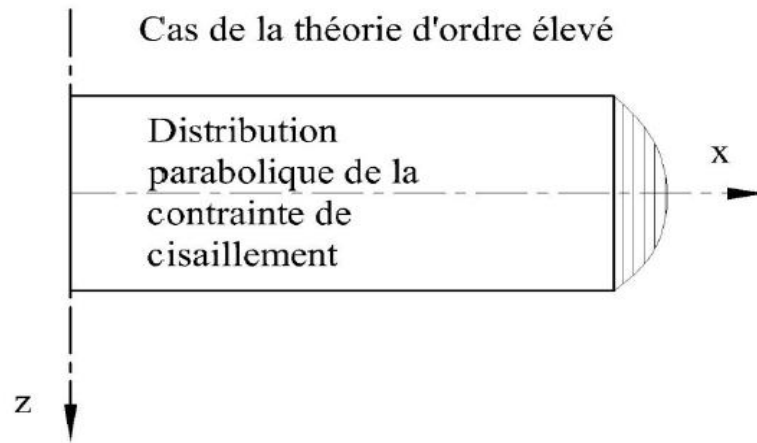 Cas de la théorie d'ordre élevé
Distribution
parabolique de la
contrainte de
cisaillement
x
z